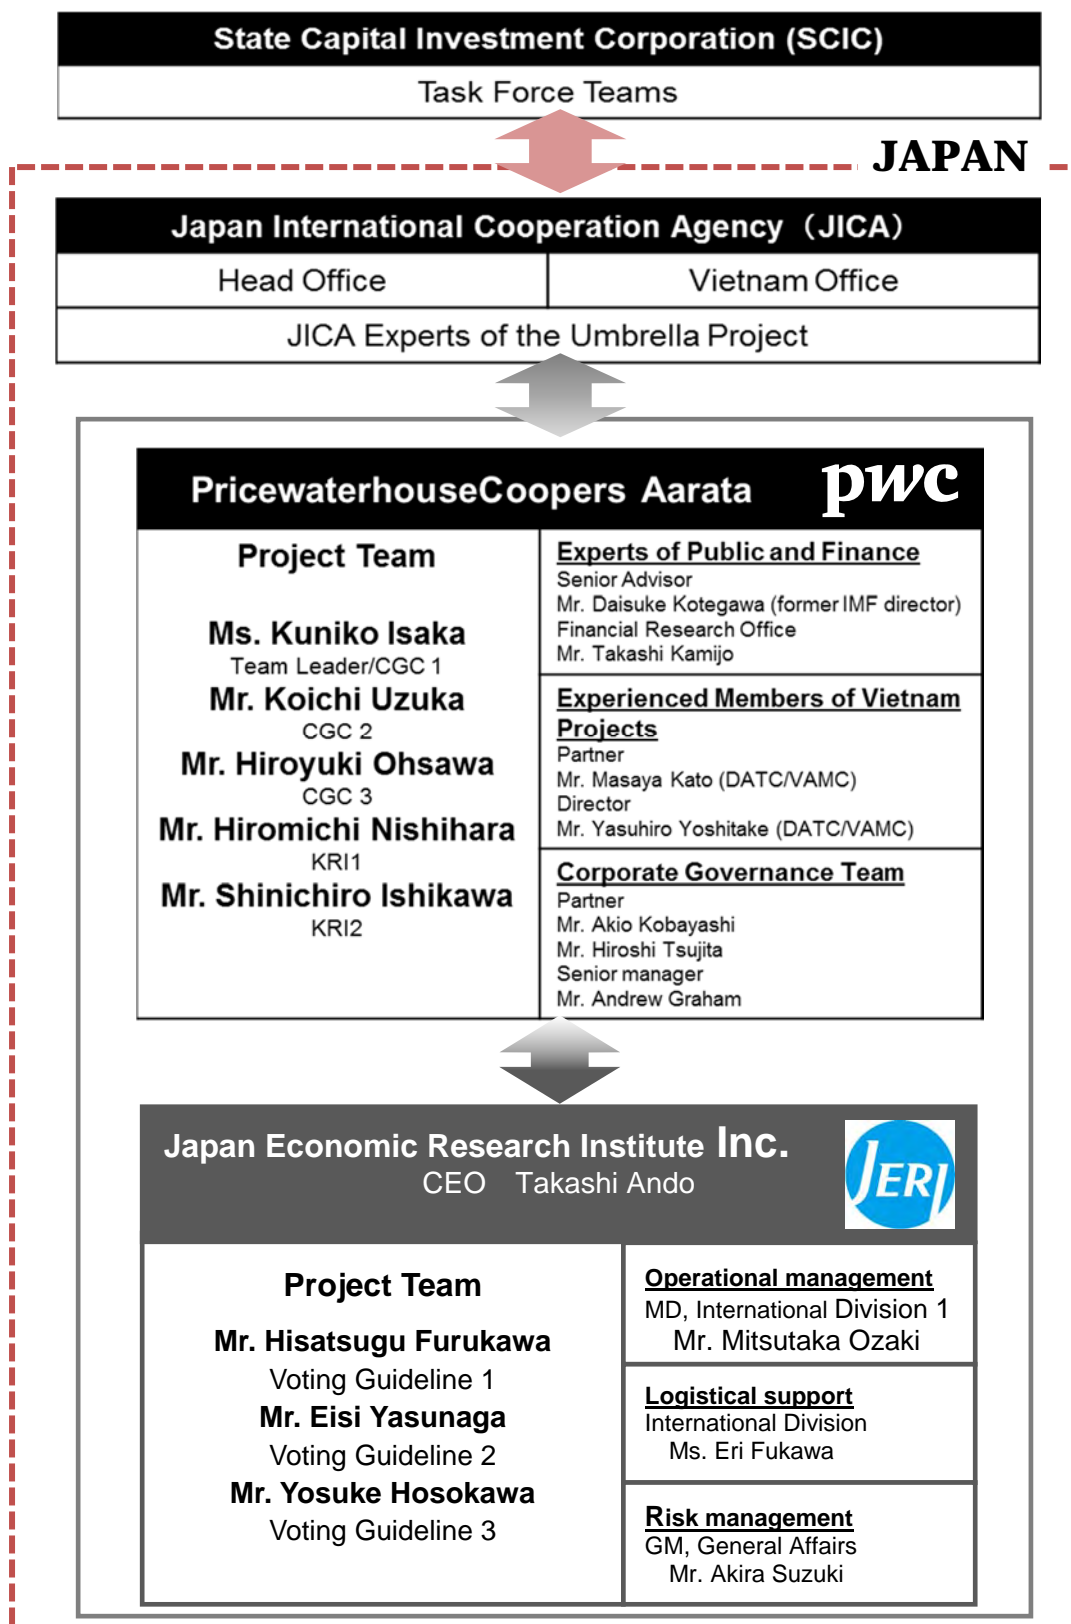 State Capital Investment Corporation (SCIC)
Task Force Teams
JAPAN
Japan International Cooperation Agency（JICA）
Head Office
Vietnam Office
JICA Experts of the Umbrella Project
PricewaterhouseCoopers Aarata
pwc
Project Team
Ms. Kuniko Isaka
Team Leader/CGC 1
Mr. Koichi Uzuka
CGC 2
Mr. Hiroyuki Ohsawa
CGC 3
Mr. Hiromichi Nishihara
KRI1
Mr. Shinichiro Ishikawa
KRI2
Experts of Public and Finance
Senior Advisor
Mr. Daisuke Kotegawa (former IMF director)
Financial Research Office
Mr. Takashi Kamijo
Experienced Members of Vietnam
Projects
Partner
Mr. Masaya Kato (DATC/VAMC)
Director
Mr. Yasuhiro Yoshitake (DATC/VAMC)
Corporate Governance Team
Partner
Mr. Akio Kobayashi
Mr. Hiroshi Tsujita
Senior manager
Mr. Andrew Graham
Japan Economic Research Institute Inc.
CEO Takashi Ando
JERI
Project Team
Mr. Hisatsugu Furukawa
Voting Guideline 1
Mr. Eisi Yasunaga
Voting Guideline 2
Mr. Yosuke Hosokawa
Voting Guideline 3
Operational management
MD, International Division 1
Mr. Mitsutaka Ozaki
Logistical support
International Division
Ms. Eri Fukawa
Risk management
GM, General Affairs
Mr. Akira Suzuki